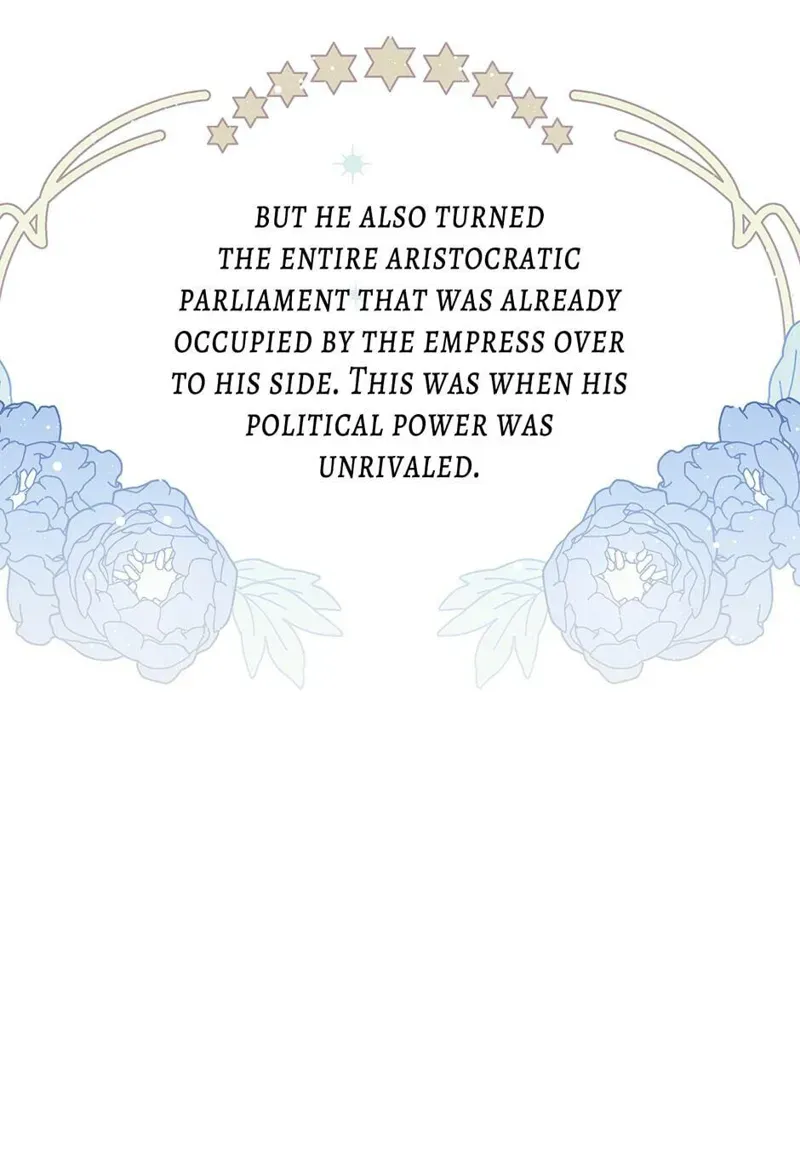 BUT HE ALSO TURNED
THE ENTIRE ARISTOCRATIC
PARLIAMENT THAT WAS ALREADY
OCCUPIED BY THE EMPRESS OVER
TO HIS SIDE. THIS WAS WHEN HIS
POLITICAL POWER WAS
UNRIVALED.